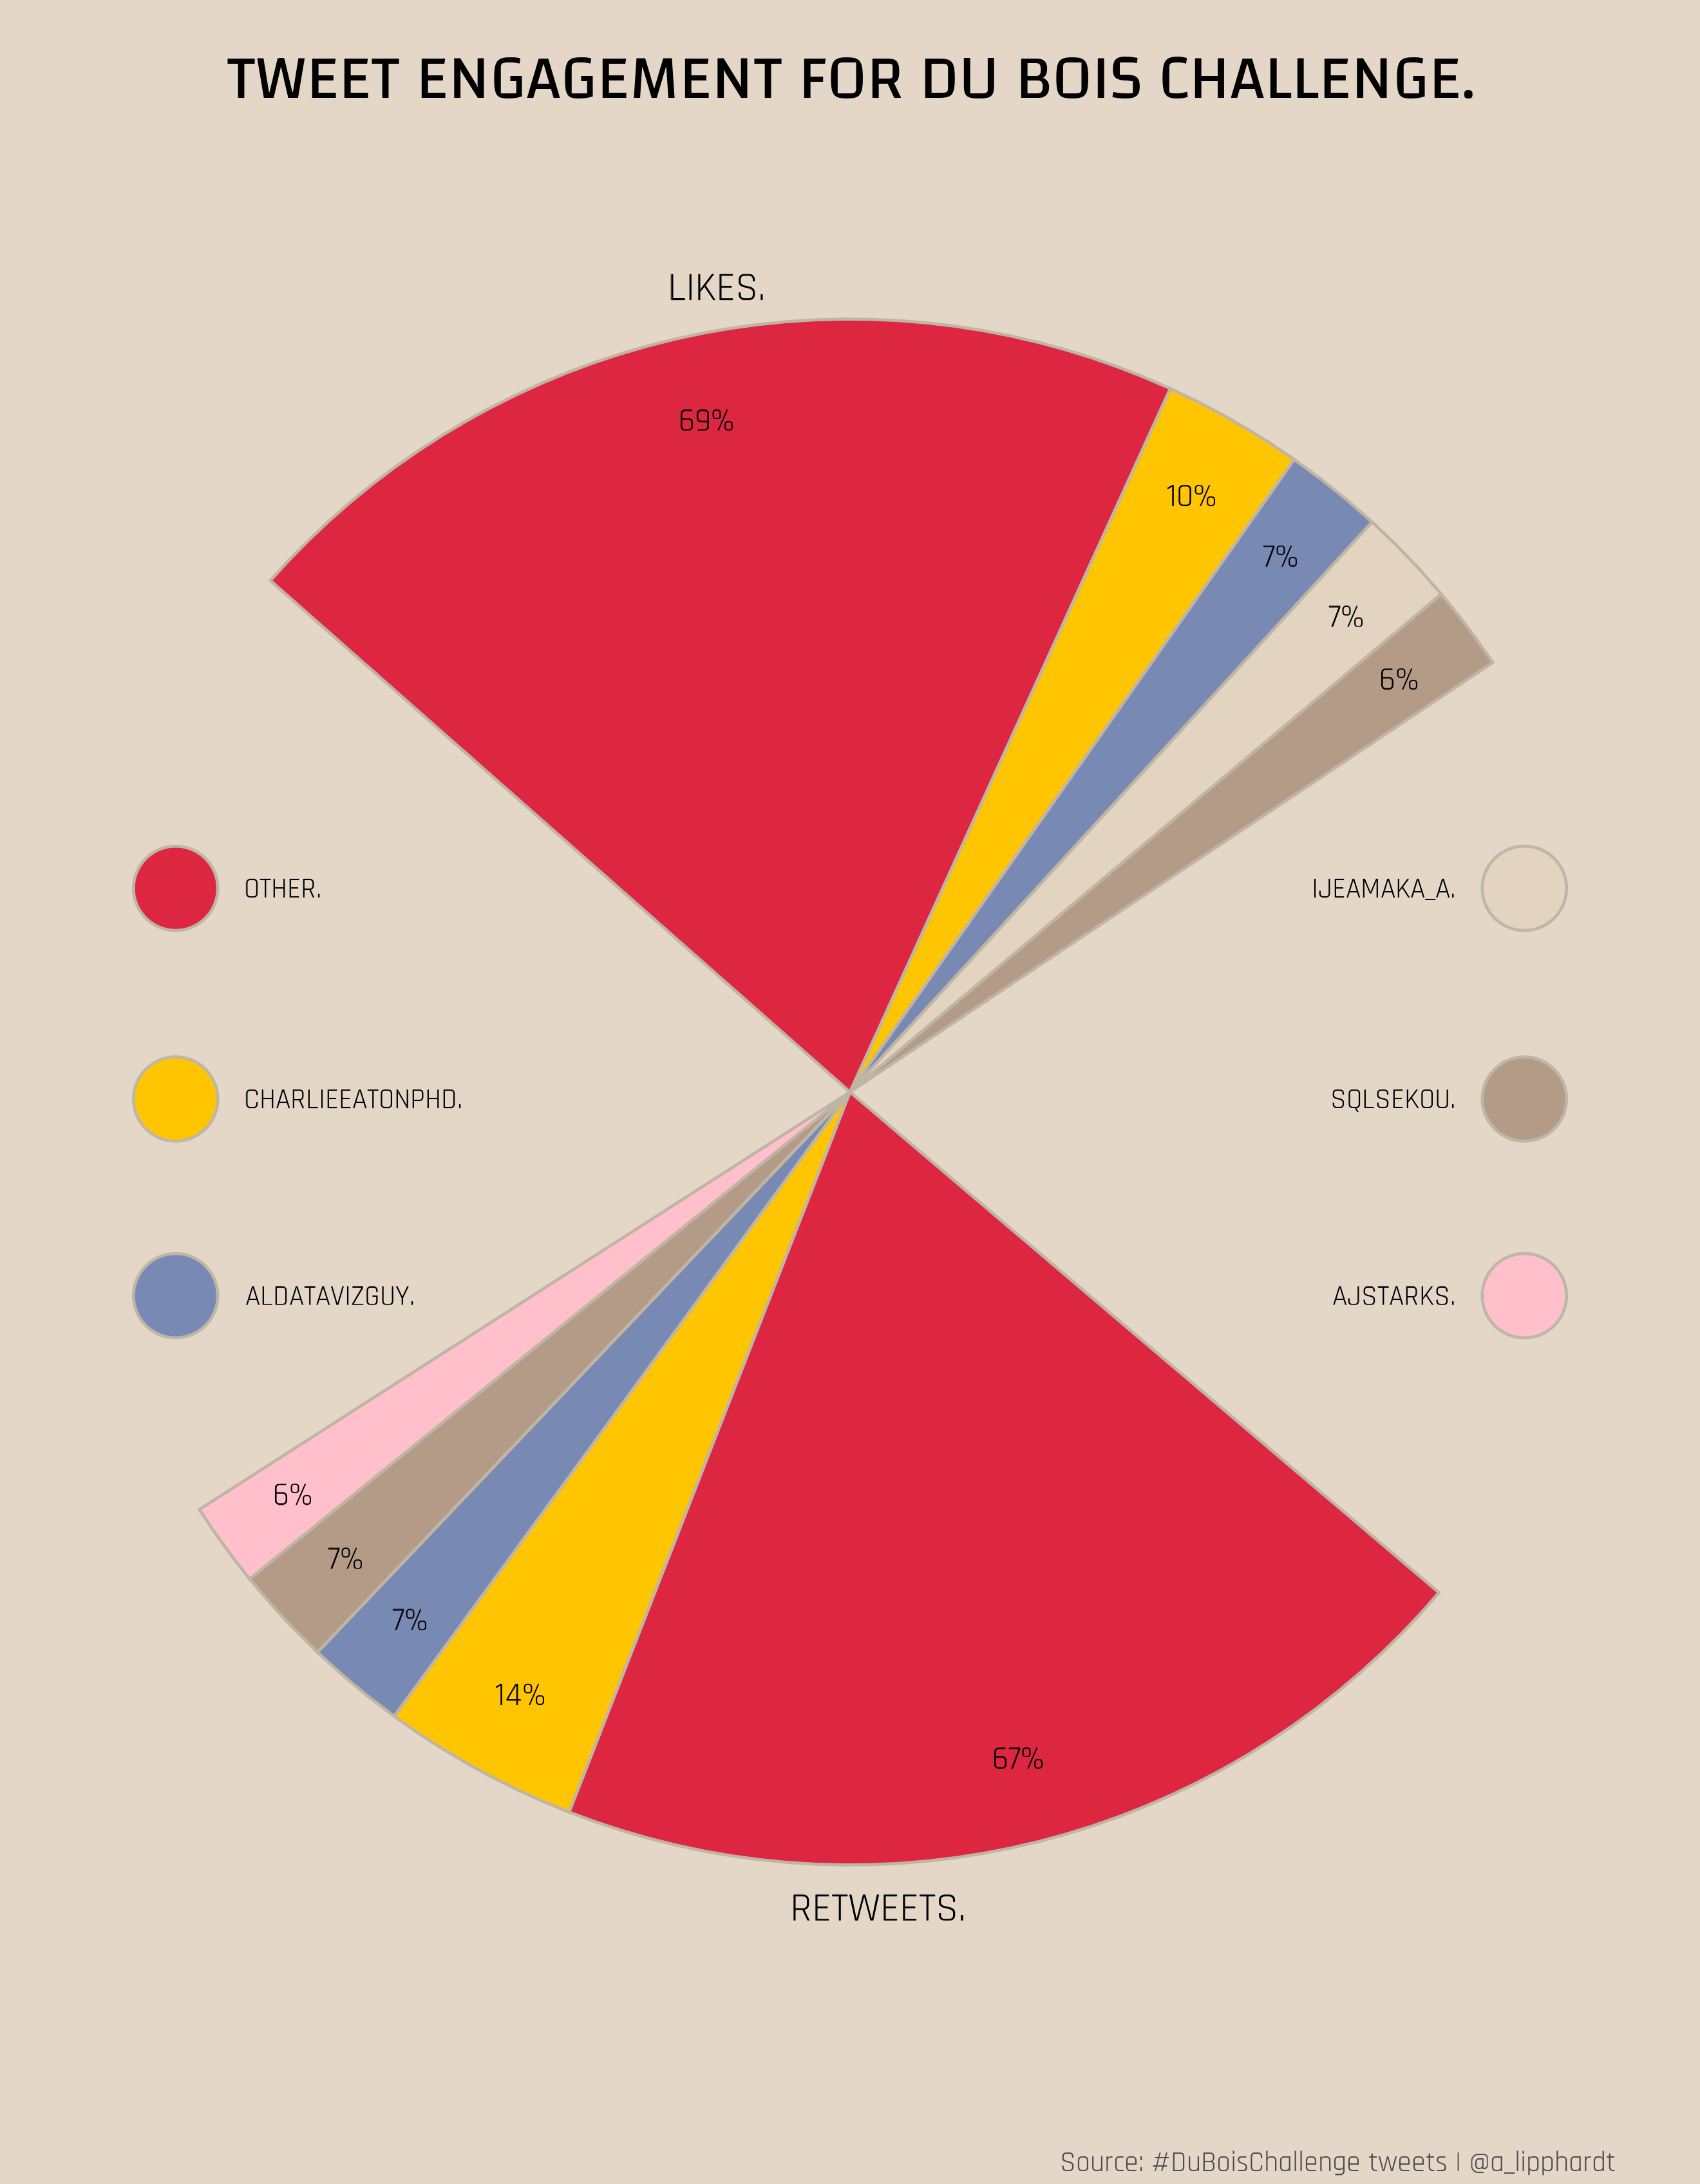 TWEET ENGAGEMENT FOR DU BOIS CHALLENGE.
LIKES.
69%
10%
7%
7%
6%
OTHER.
IJEAMAKA_A.
CHARLIEEATONPHD.
SQLSEKOU.
ALDATAVIZGUY.
AJSTARKS.
6%
7%
7%
14%
67%
RETWEETS.
Source: #DuBoisChallenge tweets | @a_lipphardt